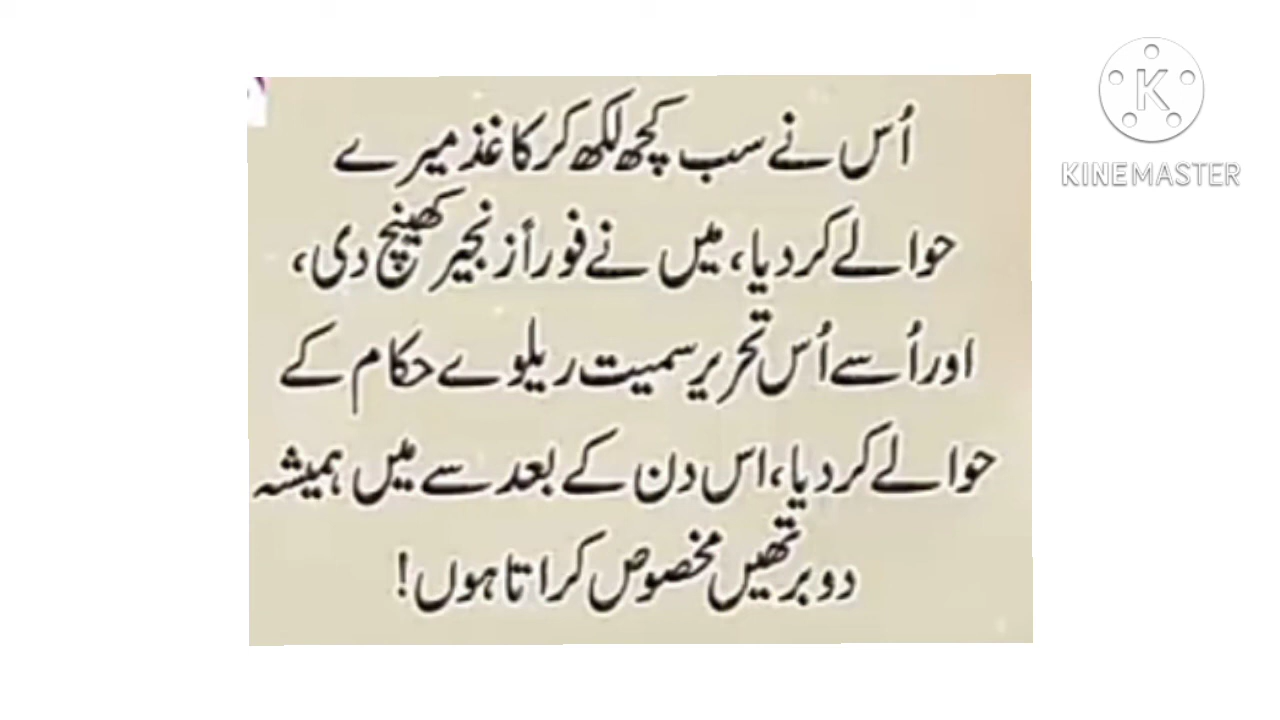 اُس نے سب کچھ لکھ کر کاغذ میرے
حوالے کر دیا، میں نے فوراً زنجیر کھینچ دی،
اور اُسے اُس تحریر سمیت ریلوے حکام کے
حوالے کر دیا، اس دن کے بعد سے میں ہمیشہ
دو برتھیں مخصوص کراتا ہوں!
K
KINEMASTER